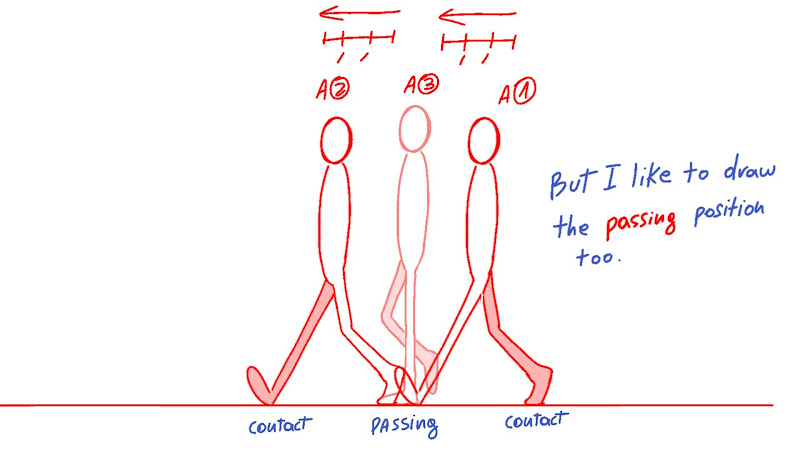 A② A③ A①
But I like to draw
the passing position
too.
contact PASSING contact